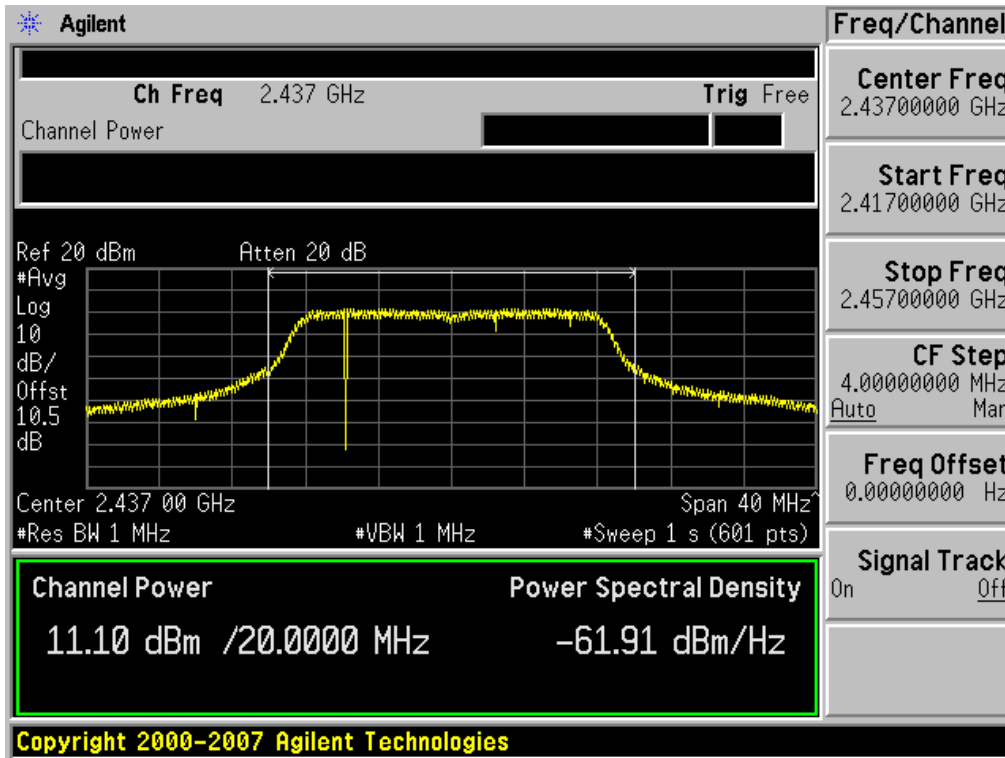 Agilent
Freq/Channel
Ch Freq 2.437 GHz
Trig Free
Channel Power
Center Freq
2.43700000 GHz
Start Freq
2.41700000 GHz
Stop Freq
2.45700000 GHz
CF Step
4.00000000 MHz
Auto Man
Freq Offset
0.00000000 Hz
Signal Track
On Off
Ref 20 dBm
Atten 20 dB
#Avg
Log
10
dB/
Offst
10.5
dB
Center 2.437 00 GHz
Span 40 MHz^
#Res BW 1 MHz
#VBW 1 MHz
#Sweep 1 s (601 pts)
Channel Power
Power Spectral Density
11.10 dBm /20.0000 MHz
-61.91 dBm/Hz
Copyright 2000-2007 Agilent Technologies